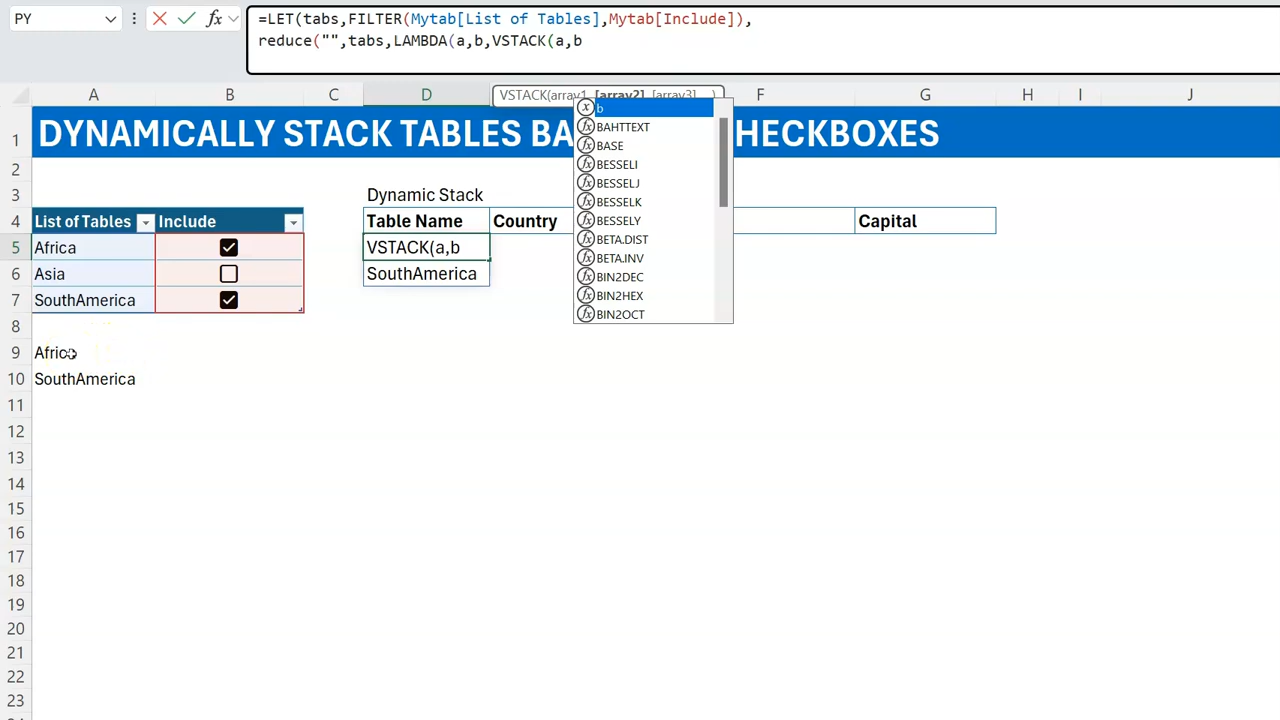 PY
fx
=LET(tabs,FILTER(Mytab[List of Tables],Mytab[Include]),
reduce("",tabs,LAMBDA(a,b,VSTACK(a,b
A B C D F G H I J
VSTACK(array1, [array2], [array3], ...)
b
BAHTTEXT
BASE
BESSELI
BESSELJ
BESSELK
BESSELY
BETA.DIST
BETA.INV
BIN2DEC
BIN2HEX
BIN2OCT
1 DYNAMICALLY STACK TABLES BA HECKBOXES
2
3 Dynamic Stack
4 List of Tables Include Table Name Country Capital
5 Africa VSTACK(a,b
6 Asia SouthAmerica
7 SouthAmerica
8
9 Africa
10 SouthAmerica
11
12
13
14
15
16
17
18
19
20
21
22
23